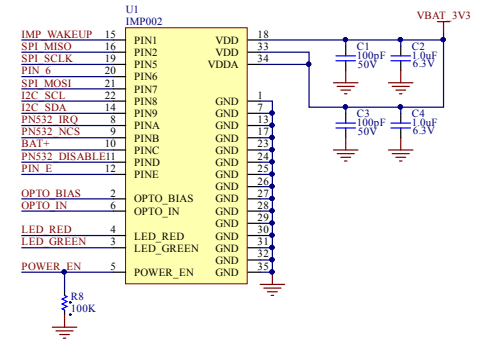 U1
IMP002
VBAT_3V3
IMP_WAKEUP 15 PIN1 VDD 18
SPI_MISO 16 PIN2 VDD 33
SPI_SCLK 19 PIN5 VDDA 34
PIN_6 20 PIN6
SPI_MOSI 21 PIN7
I2C_SCL 22 PIN8 GND 1
I2C_SDA 14 PIN9 GND 7
PN532_IRQ 8 PINA GND 13
PN532_NCS 9 PINB GND 17
BAT+ 10 PINC GND 23
PN532_DISABLE 11 PIND GND 24
PIN_E 12 PINE GND 25
GND 26
OPTO_BIAS 2 OPTO_BIAS GND 27
OPTO_IN 6 OPTO_IN GND 28
GND 29
LED_RED 4 LED_RED GND 30
LED_GREEN 3 LED_GREEN GND 31
GND 32
POWER_EN 5 POWER_EN GND 35
C1
100pF
50V
C2
1.0uF
6.3V
C3
100pF
50V
C4
1.0uF
6.3V
R8
100K